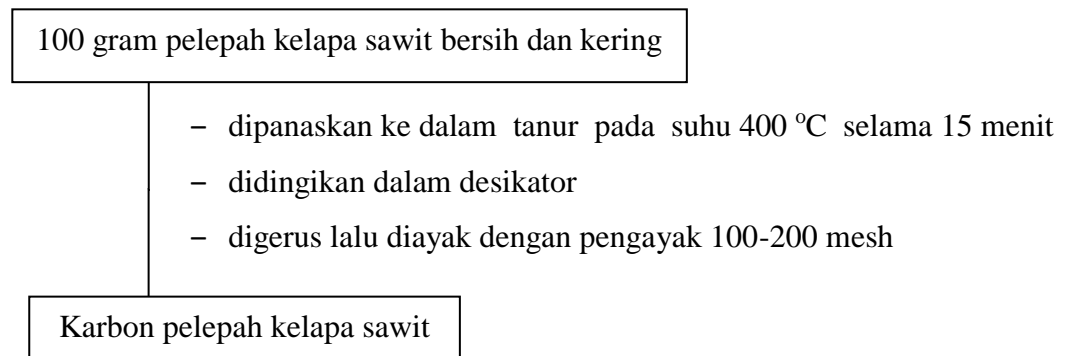 100 gram pelepah kelapa sawit bersih dan kering
− dipanaskan ke dalam tanur pada suhu 400 °C selama 15 menit
− didingikan dalam desikator
− digerus lalu diayak dengan pengayak 100-200 mesh
Karbon pelepah kelapa sawit